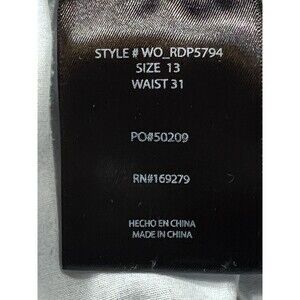 STYLE # WO_RDP5794
SIZE 13
WAIST 31
PO#50209
RN#169279
HECHO EN CHINA
MADE IN CHINA